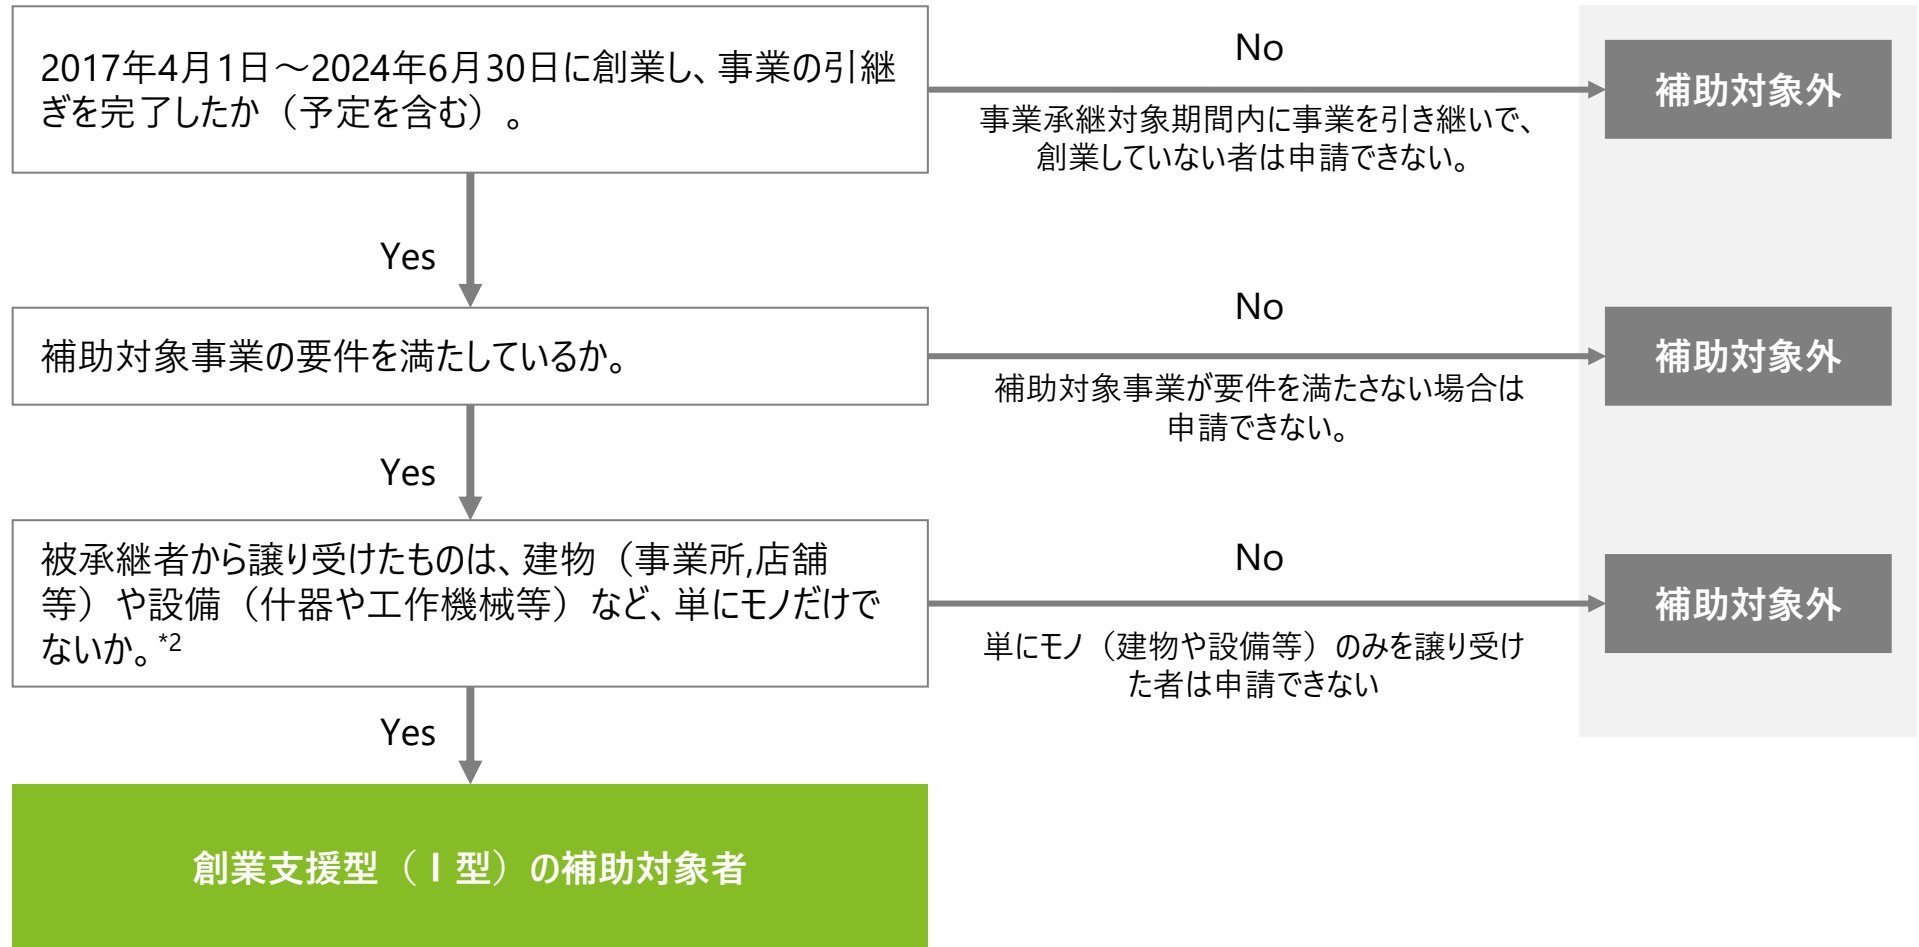 2017年4月1日～2024年6月30日に創業し、事業の引継
ぎを完了したか（予定を含む）。
No
事業承継対象期間内に事業を引き継いで、
創業していない者は申請できない。
補助対象外
Yes
補助対象事業の要件を満たしているか。
No
補助対象事業が要件を満たさない場合は
申請できない。
補助対象外
Yes
被承継者から譲り受けたものは、建物（事業所,店舗
等）や設備（什器や工作機械等）など、単にモノだけで
ないか。*2
No
単にモノ（建物や設備等）のみを譲り受け
た者は申請できない
補助対象外
Yes
創業支援型（Ⅰ型）の補助対象者